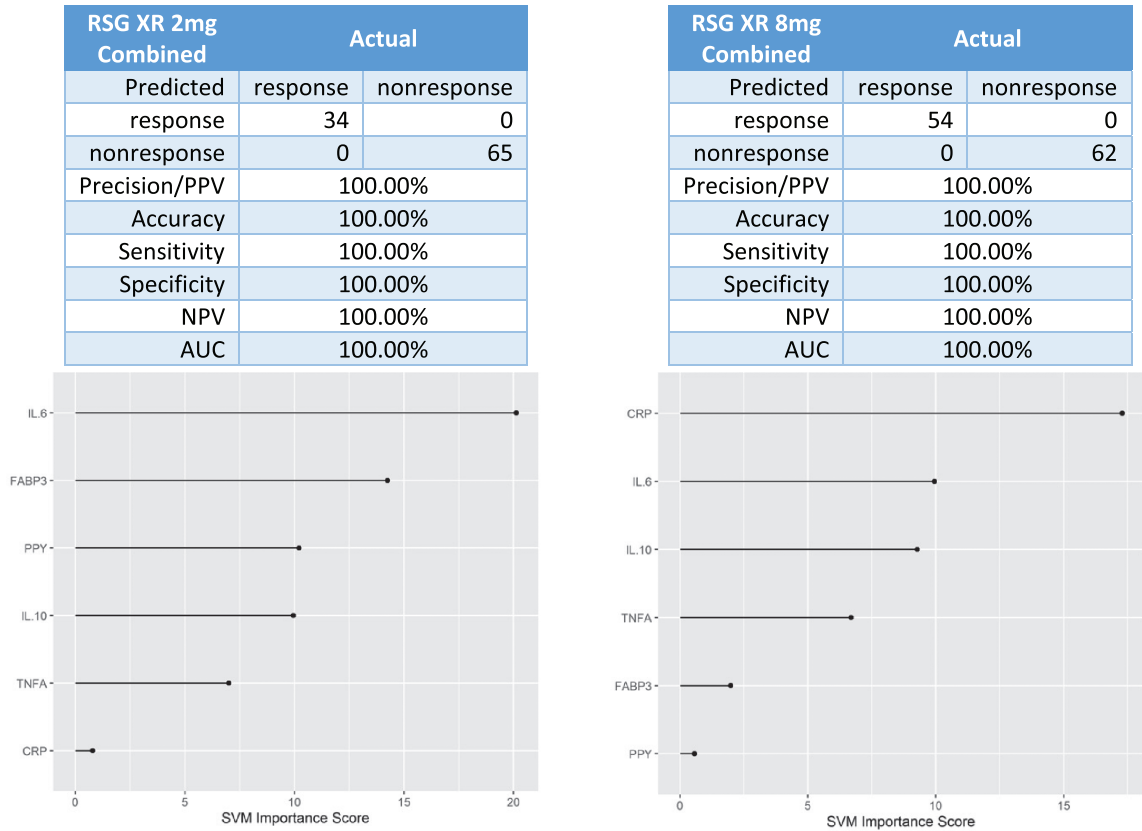 RSG XR 2mg
Combined
Actual
Predicted response nonresponse
response 34 0
nonresponse 0 65
Precision/PPV 100.00%
Accuracy 100.00%
Sensitivity 100.00%
Specificity 100.00%
NPV 100.00%
AUC 100.00%
IL.6
FABP3
PPY
IL.10
TNFA
CRP
0 5 10 15 20
SVM Importance Score
RSG XR 8mg
Combined
Actual
Predicted response nonresponse
response 54 0
nonresponse 0 62
Precision/PPV 100.00%
Accuracy 100.00%
Sensitivity 100.00%
Specificity 100.00%
NPV 100.00%
AUC 100.00%
CRP
IL.6
IL.10
TNFA
FABP3
PPY
0 5 10 15
SVM Importance Score